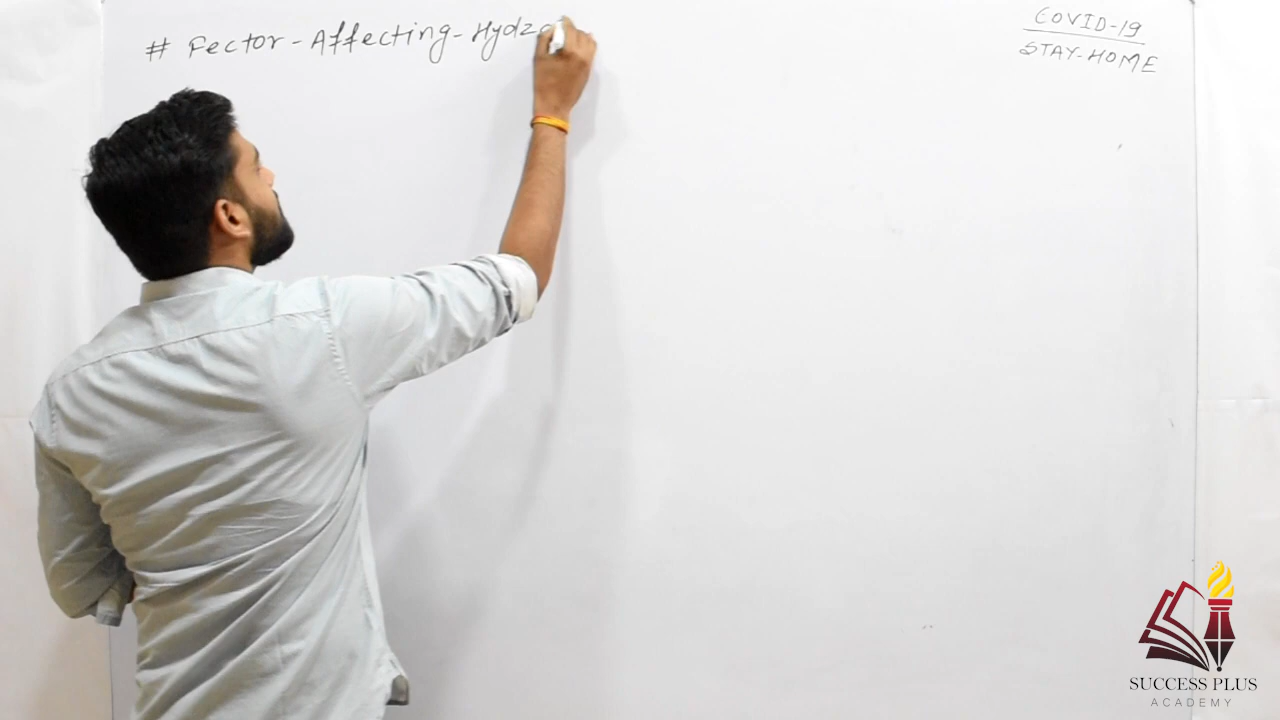 # Fector-Affecting-Hydro
COVID-19
STAY-HOME
SUCCESS PLUS
ACADEMY